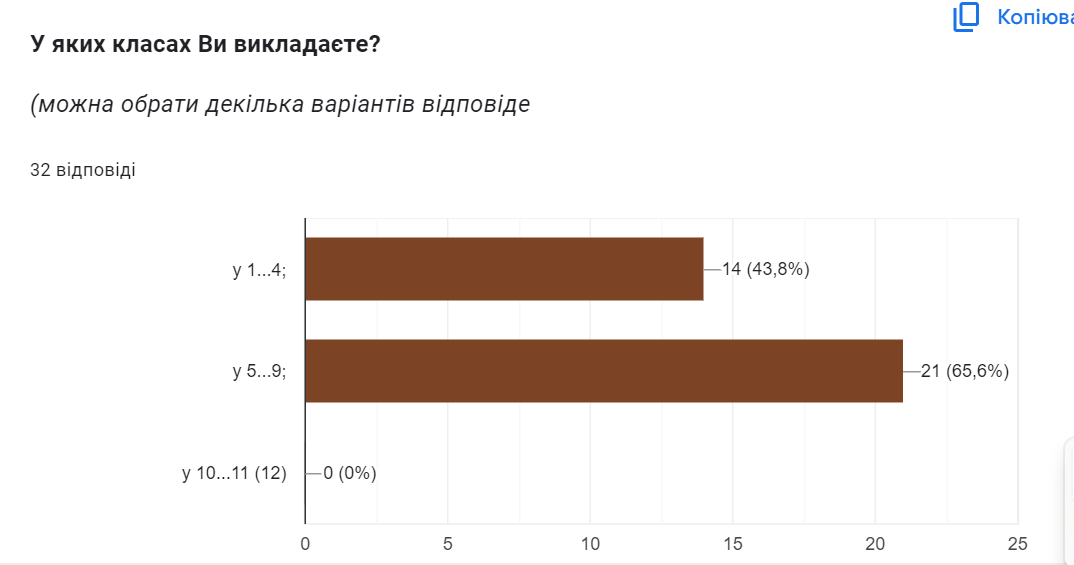 Копіюва
У яких класах Ви викладаєте?
(можна обрати декілька варіантів відповіде
32 відповіді
у 1...4;
14 (43,8%)
у 5...9;
21 (65,6%)
у 10...11 (12)
0 (0%)
0 5 10 15 20 25